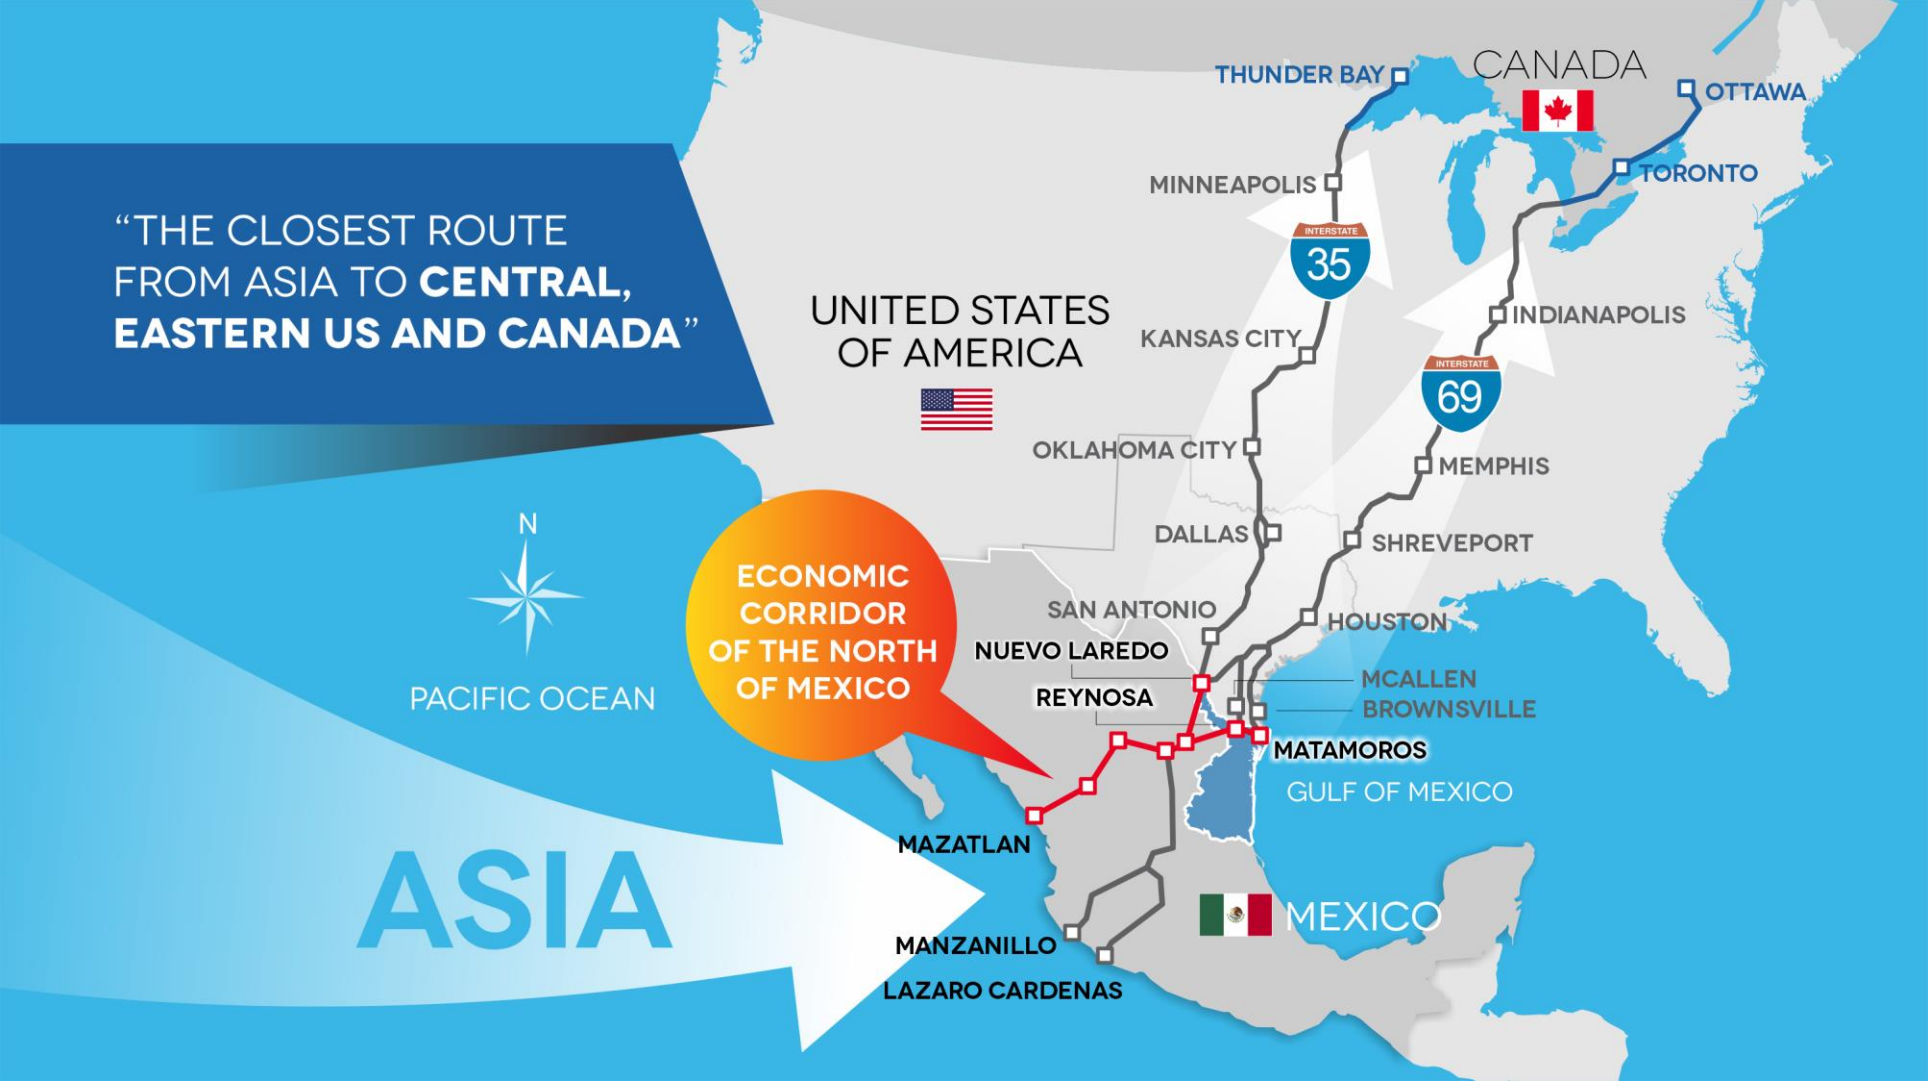 “THE CLOSEST ROUTE
FROM ASIA TO CENTRAL,
EASTERN US AND CANADA”
THUNDER BAY
CANADA
OTTAWA
TORONTO
MINNEAPOLIS
INTERSTATE
35
UNITED STATES
OF AMERICA
KANSAS CITY
INDIANAPOLIS
INTERSTATE
69
OKLAHOMA CITY
MEMPHIS
DALLAS
SHREVEPORT
N
PACIFIC OCEAN
ECONOMIC
CORRIDOR
OF THE NORTH
OF MEXICO
SAN ANTONIO
HOUSTON
NUEVO LAREDO
REYNOSA
MCALLEN
BROWNSVILLE
MATAMOROS
GULF OF MEXICO
MAZATLAN
ASIA
MEXICO
MANZANILLO
LAZARO CARDENAS